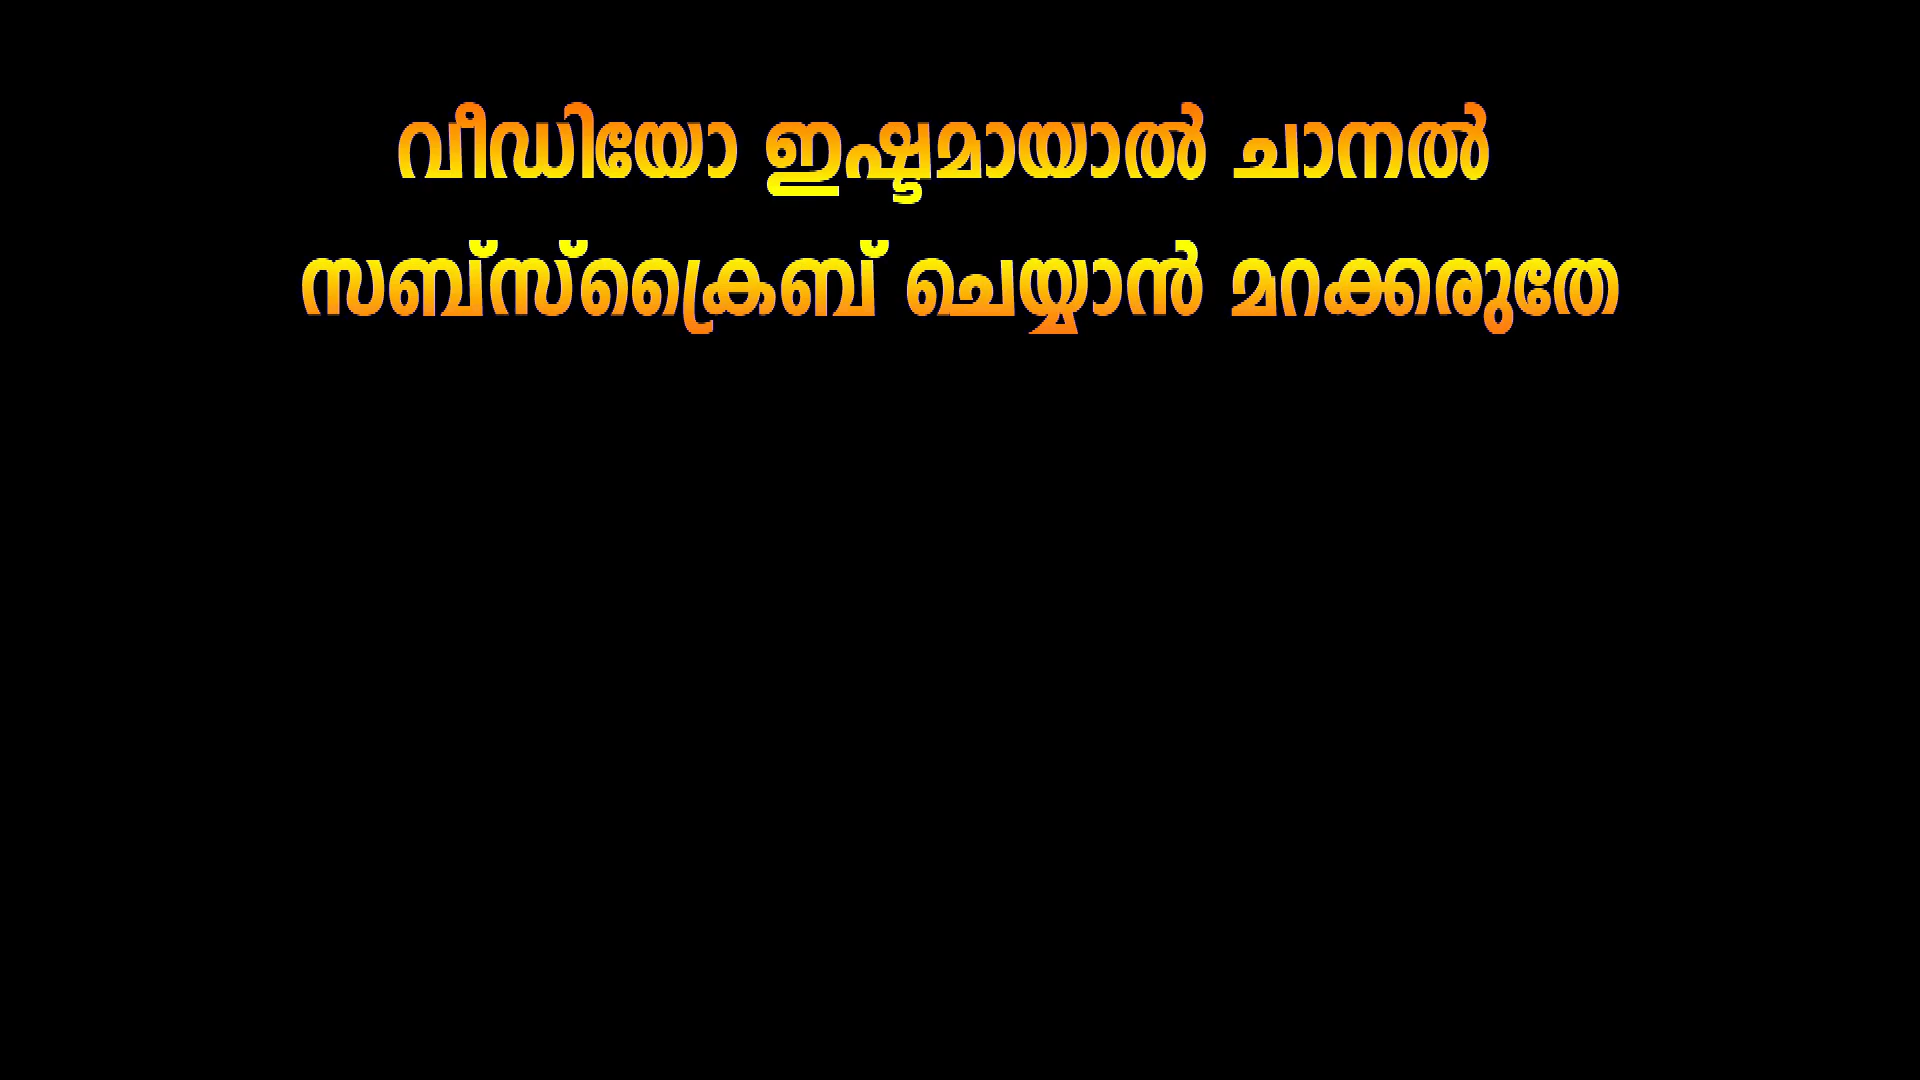 വീഡിയോ ഇഷ്ടമായാൽ ചാനൽ
സബ്സ്ക്രൈബ് ചെയ്യാൻ മറക്കരുതേ